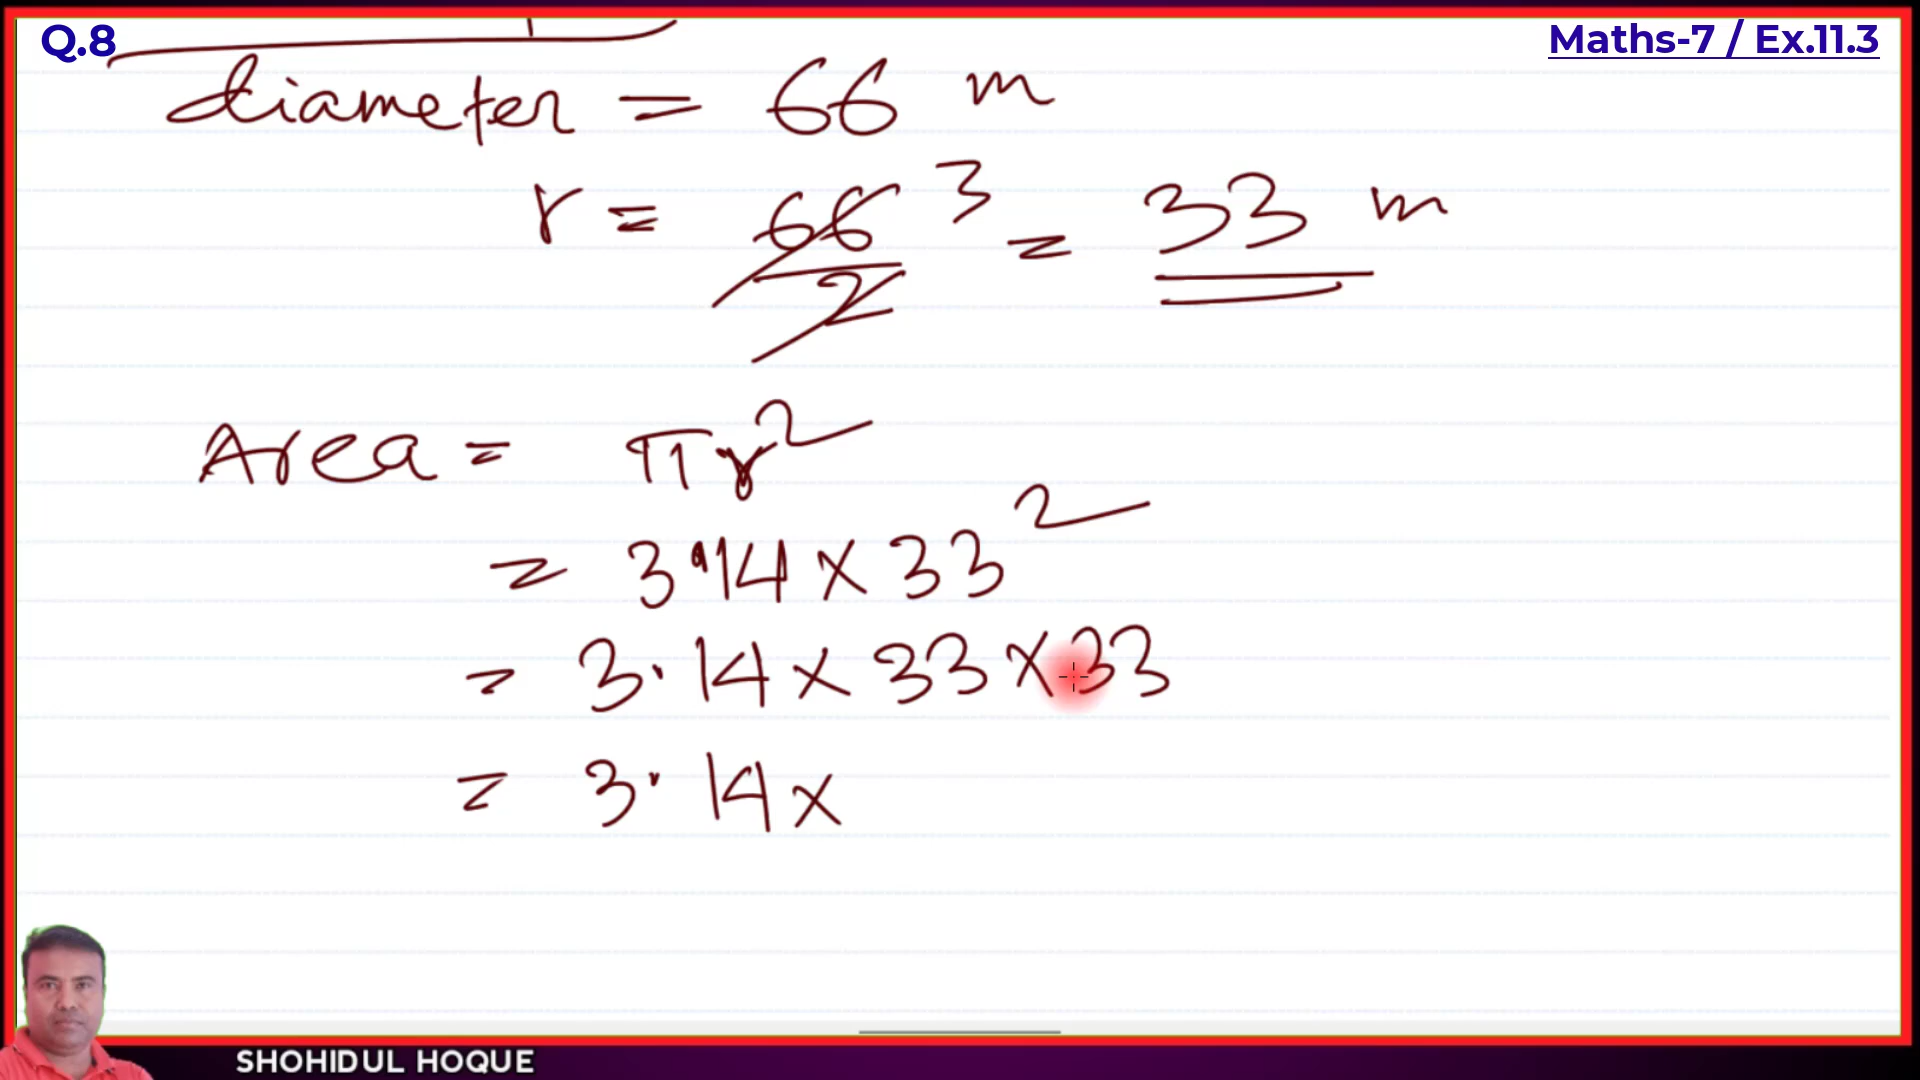 Q.8
Maths-7 / Ex.11.3
diameter = 66 m
r = 66/2 3 = 33 m
Area = πr²
= 3·14 × 33²
= 3·14 × 33 × 33
= 3·14 ×
SHOHIDUL HOQUE